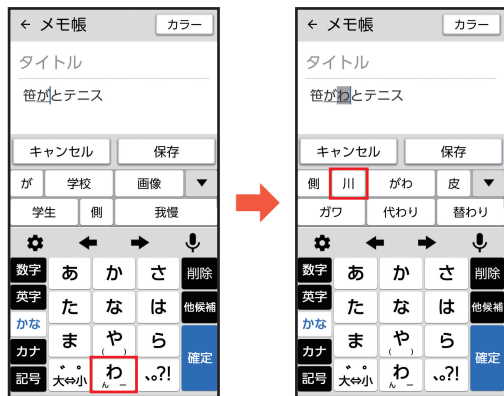 ← メモ帳 カラー
タイトル
笹がとテニス
キャンセル 保存
が 学校 画像 ▼
学生 側 我慢
数字 あ か さ 削除
英字 た な は 他候補
かな
カナ ま や ( ) ら 確定
記号 ゛゜大⇔小 わ ん ー 、。?!
← メモ帳 カラー
タイトル
笹がわとテニス
キャンセル 保存
側 川 がわ 皮 ▼
ガワ 代わり 替わり
数字 あ か さ 削除
英字 た な は 他候補
かな
カナ ま や ( ) ら 確定
記号 ゛゜大⇔小 わ ん ー 、。?!